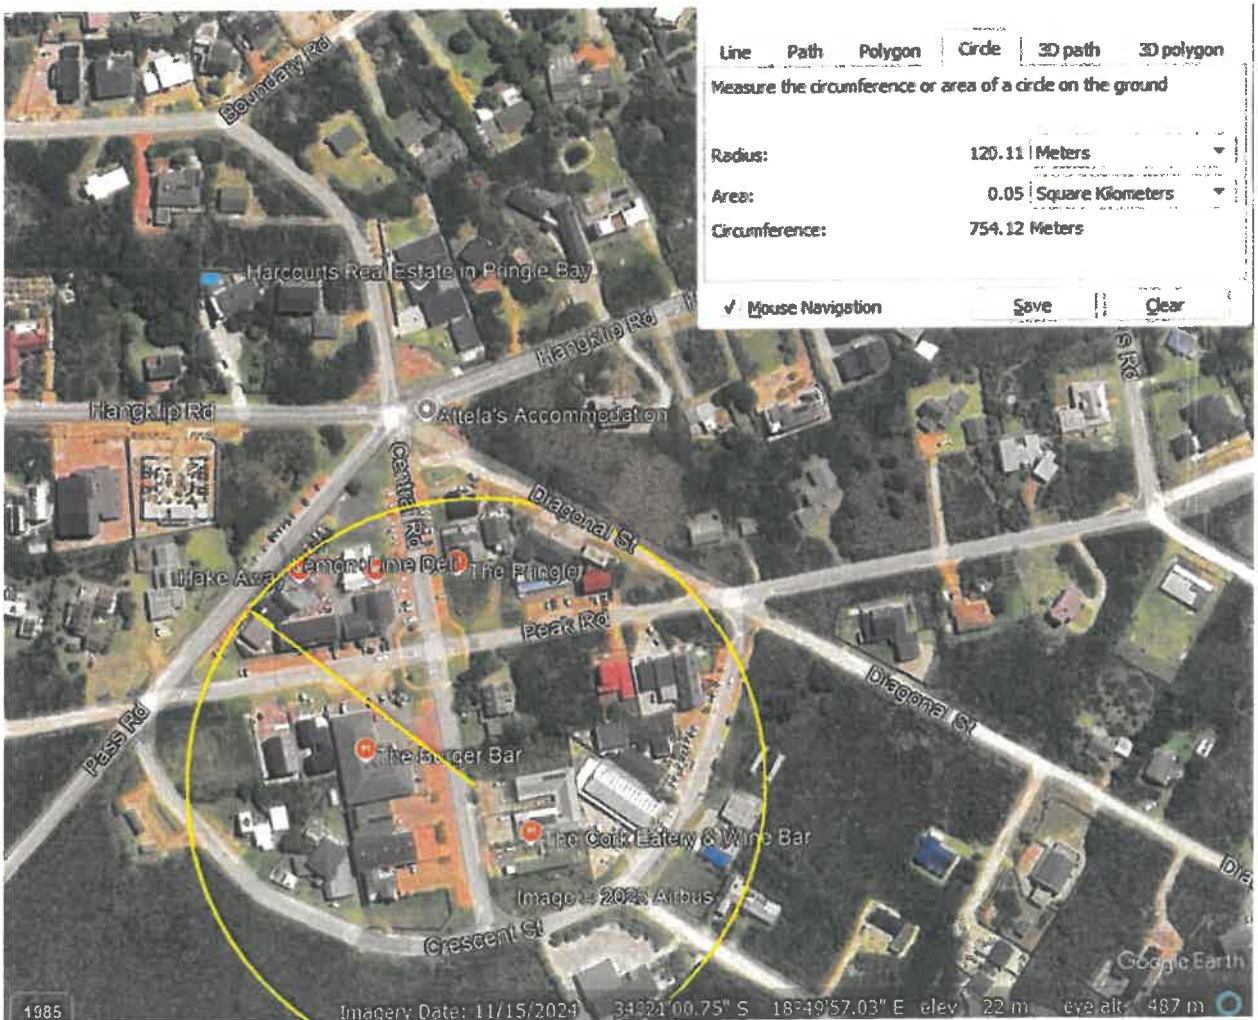 Line Path Polygon Circle 3D path 3D polygon
Measure the circumference or area of a circle on the ground
Radius: 120.11 Meters
Area: 0.05 Square Kilometers
Circumference: 754.12 Meters
✓ Mouse Navigation Save Clear
Boundary Rd
Harcourts Real Estate in Pringle Bay
Hangklip Rd
Hangklip Rd
Attela's Accommodation
Central Rd
Diagonal St
Lemon+Lime Deli
The Pringle
Peak Rd
Diagonal St
Pass Rd
The Burger Bar
The Cork Eatery & Wine Bar
Image © 2025 Airbus
Crescent St
Google Earth
1985
Imagery Date: 11/15/2024 34°21'00.75" S 18°49'57.03" E elev 22 m eye alt 487 m